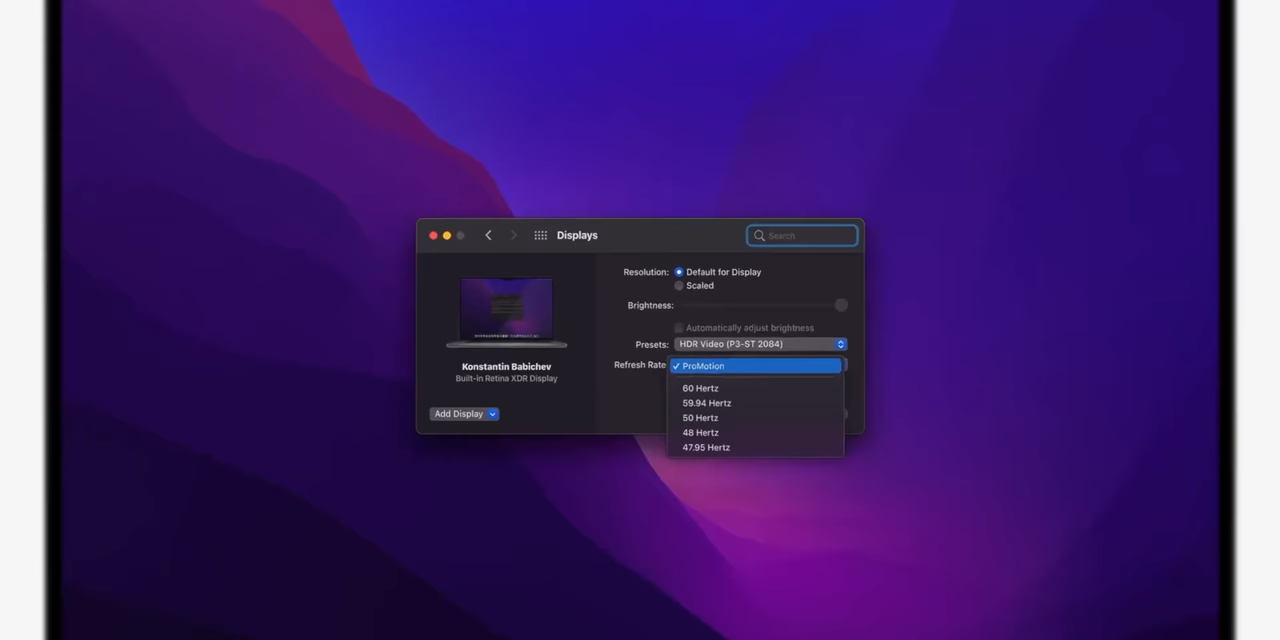 Displays
Search
Resolution: Default for Display
Scaled
Brightness:
Automatically adjust brightness
Presets: HDR Video (P3-ST 2084)
Refresh Rate ProMotion
60 Hertz
59.94 Hertz
50 Hertz
48 Hertz
47.95 Hertz
Konstantin Babichev
Built-in Retina XDR Display
Add Display